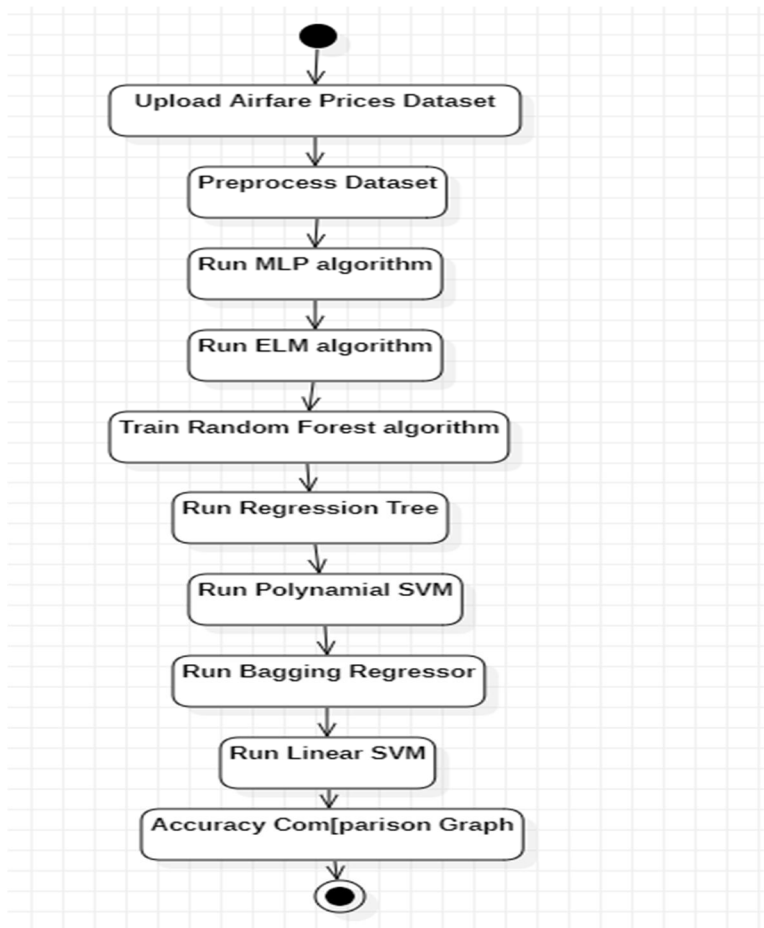 Upload Airfare Prices Dataset
Preprocess Dataset
Run MLP algorithm
Run ELM algorithm
Train Random Forest algorithm
Run Regression Tree
Run Polynamial SVM
Run Bagging Regressor
Run Linear SVM
Accuracy Com[parison Graph